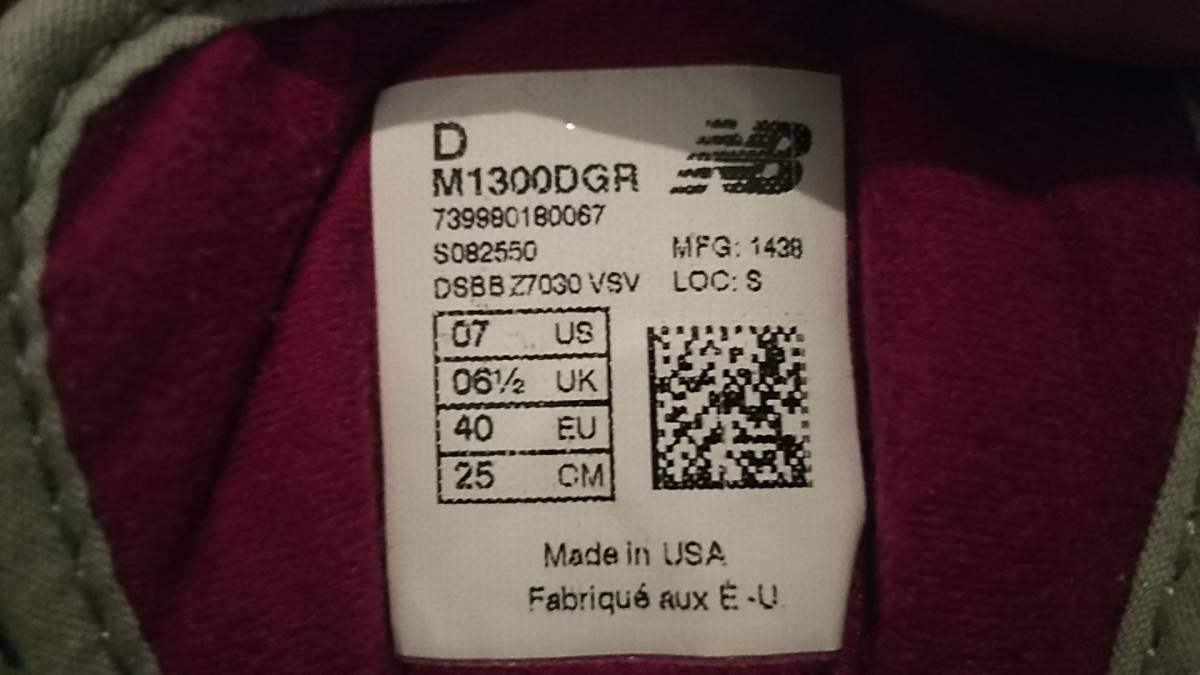 D
NB
M1300DGR
739980180067
S082550 MFG: 1438
DSBB Z7030 VSV LOC: S
07 US
06½ UK
40 EU
25 CM
Made in USA
Fabriqué aux É-U.